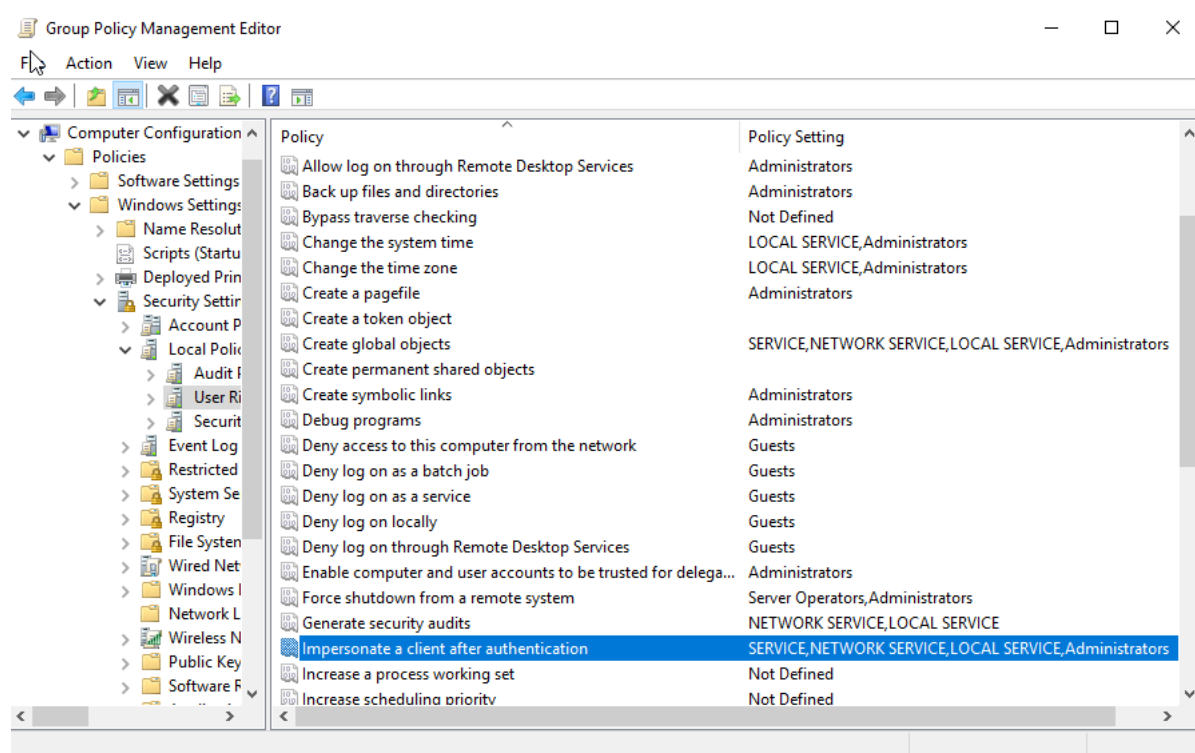 Group Policy Management Editor
Action View Help
Computer Configuration
Policies
Software Settings
Windows Settings
Name Resolut
Scripts (Startu
Deployed Prin
Security Settin
Account P
Local Polic
Audit P
User Ri
Securit
Event Log
Restricted
System Se
Registry
File System
Wired Net
Windows
Network L
Wireless N
Public Key
Software R
Policy Policy Setting
Allow log on through Remote Desktop Services Administrators
Back up files and directories Administrators
Bypass traverse checking Not Defined
Change the system time LOCAL SERVICE,Administrators
Change the time zone LOCAL SERVICE,Administrators
Create a pagefile Administrators
Create a token object
Create global objects SERVICE,NETWORK SERVICE,LOCAL SERVICE,Administrators
Create permanent shared objects
Create symbolic links Administrators
Debug programs Administrators
Deny access to this computer from the network Guests
Deny log on as a batch job Guests
Deny log on as a service Guests
Deny log on locally Guests
Deny log on through Remote Desktop Services Guests
Enable computer and user accounts to be trusted for delega... Administrators
Force shutdown from a remote system Server Operators,Administrators
Generate security audits NETWORK SERVICE,LOCAL SERVICE
Impersonate a client after authentication SERVICE,NETWORK SERVICE,LOCAL SERVICE,Administrators
Increase a process working set Not Defined
Increase scheduling priority Not Defined